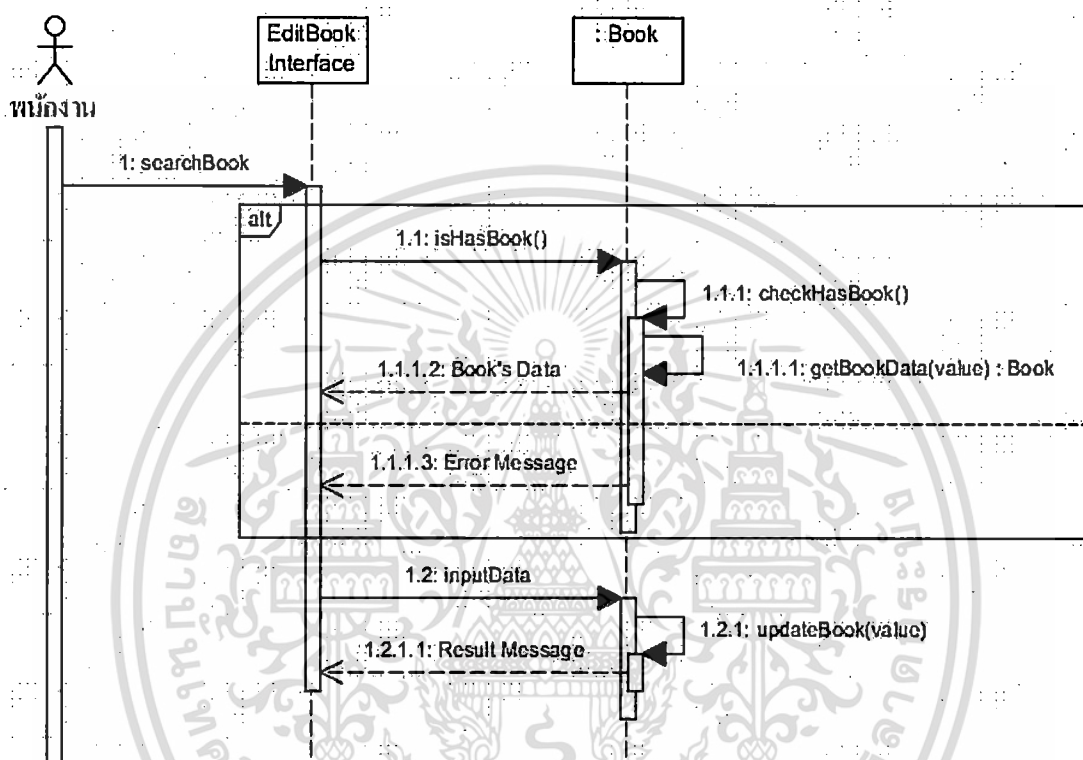 EditBook
Interface
: Book
พนักงาน
1: searchBook
alt
1.1: isHasBook()
1.1.1: checkHasBook()
1.1.1.1: getBookData(value) : Book
1.1.1.2: Book's Data
1.1.1.3: Error Message
1.2: inputData
1.2.1: updateBook(value)
1.2.1.1: Result Message